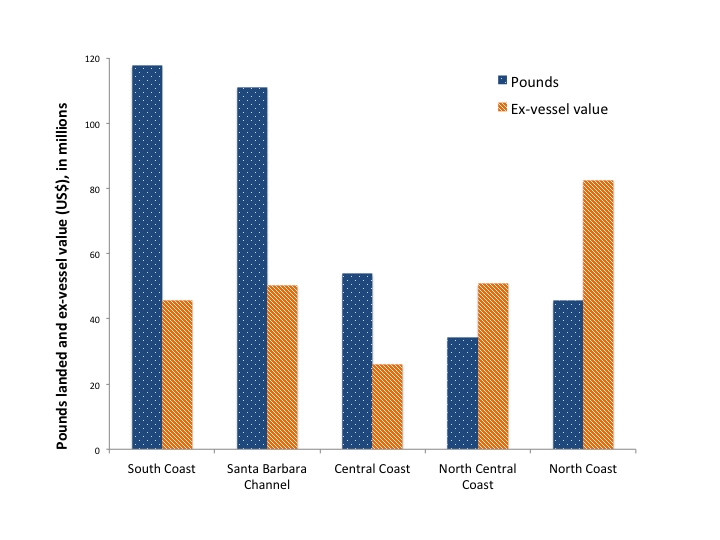 Pounds landed and ex-vessel value (US$), in millions
120
100
80
60
40
20
0
Pounds
Ex-vessel value
South Coast
Santa Barbara
Channel
Central Coast
North Central
Coast
North Coast